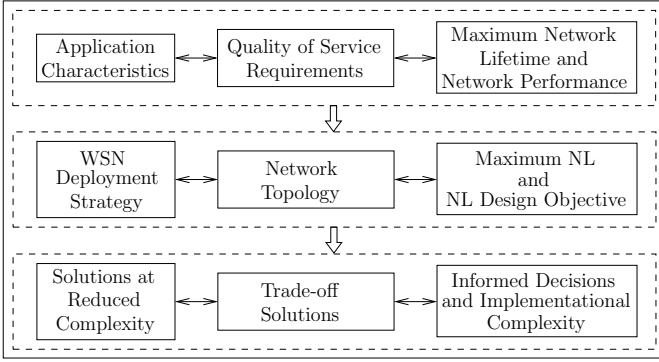 Application
Characteristics
Quality of Service
Requirements
Maximum Network
Lifetime and
Network Performance
WSN
Deployment
Strategy
Network
Topology
Maximum NL
and
NL Design Objective
Solutions at
Reduced
Complexity
Trade-off
Solutions
Informed Decisions
and Implementational
Complexity